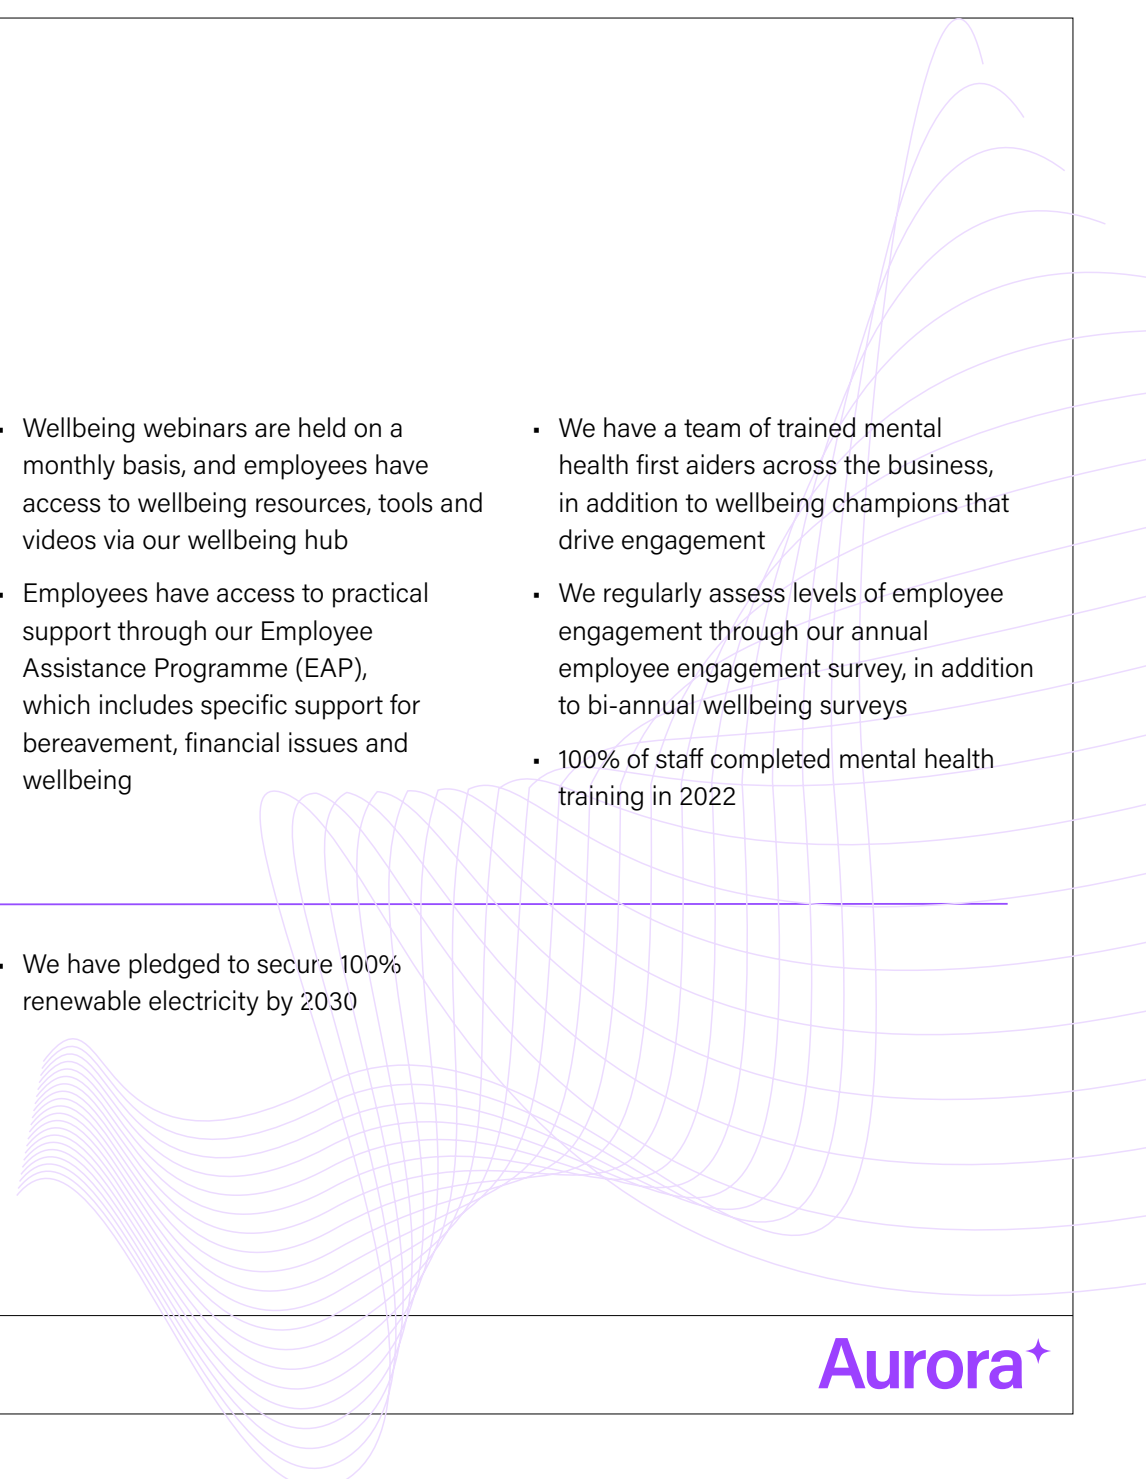 • Wellbeing webinars are held on a
monthly basis, and employees have
access to wellbeing resources, tools and
videos via our wellbeing hub
• Employees have access to practical
support through our Employee
Assistance Programme (EAP),
which includes specific support for
bereavement, financial issues and
wellbeing
• We have a team of trained mental
health first aiders across the business,
in addition to wellbeing champions that
drive engagement
• We regularly assess levels of employee
engagement through our annual
employee engagement survey, in addition
to bi-annual wellbeing surveys
• 100% of staff completed mental health
training in 2022
• We have pledged to secure 100%
renewable electricity by 2030
Aurora